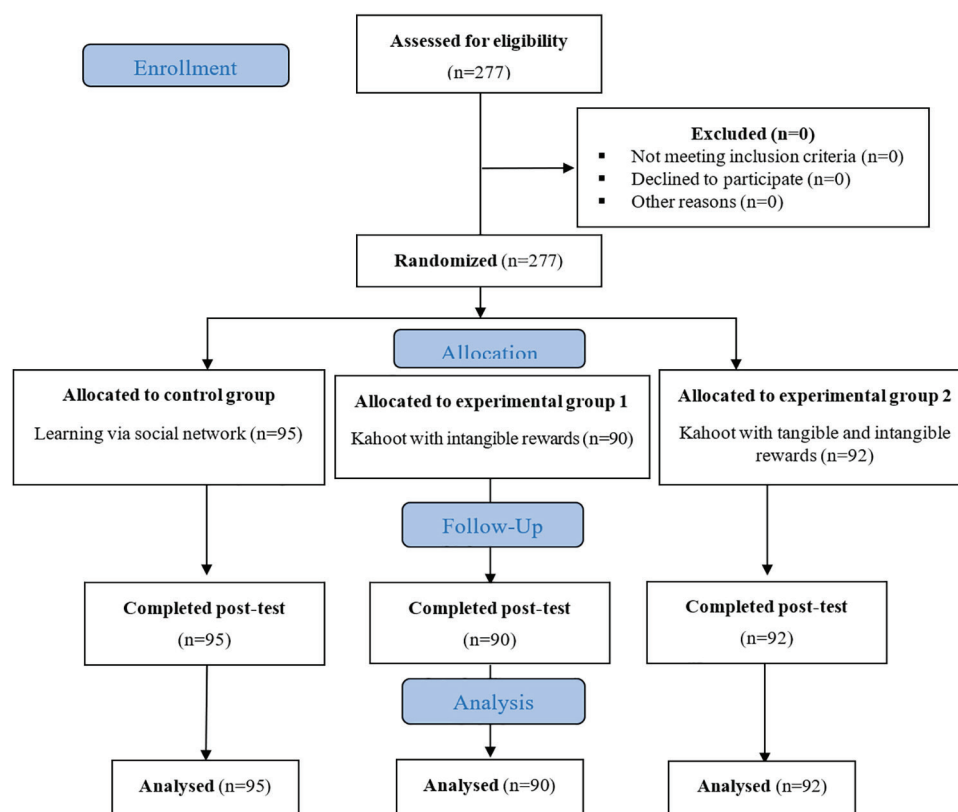 Enrollment
Assessed for eligibility
(n=277)
Excluded (n=0)
▪ Not meeting inclusion criteria (n=0)
▪ Declined to participate (n=0)
▪ Other reasons (n=0)
Randomized (n=277)
Allocation
Allocated to control group
Learning via social network (n=95)
Allocated to experimental group 1
Kahoot with intangible rewards (n=90)
Allocated to experimental group 2
Kahoot with tangible and intangible
rewards (n=92)
Follow-Up
Completed post-test
(n=95)
Completed post-test
(n=90)
Completed post-test
(n=92)
Analysis
Analysed (n=95)
Analysed (n=90)
Analysed (n=92)